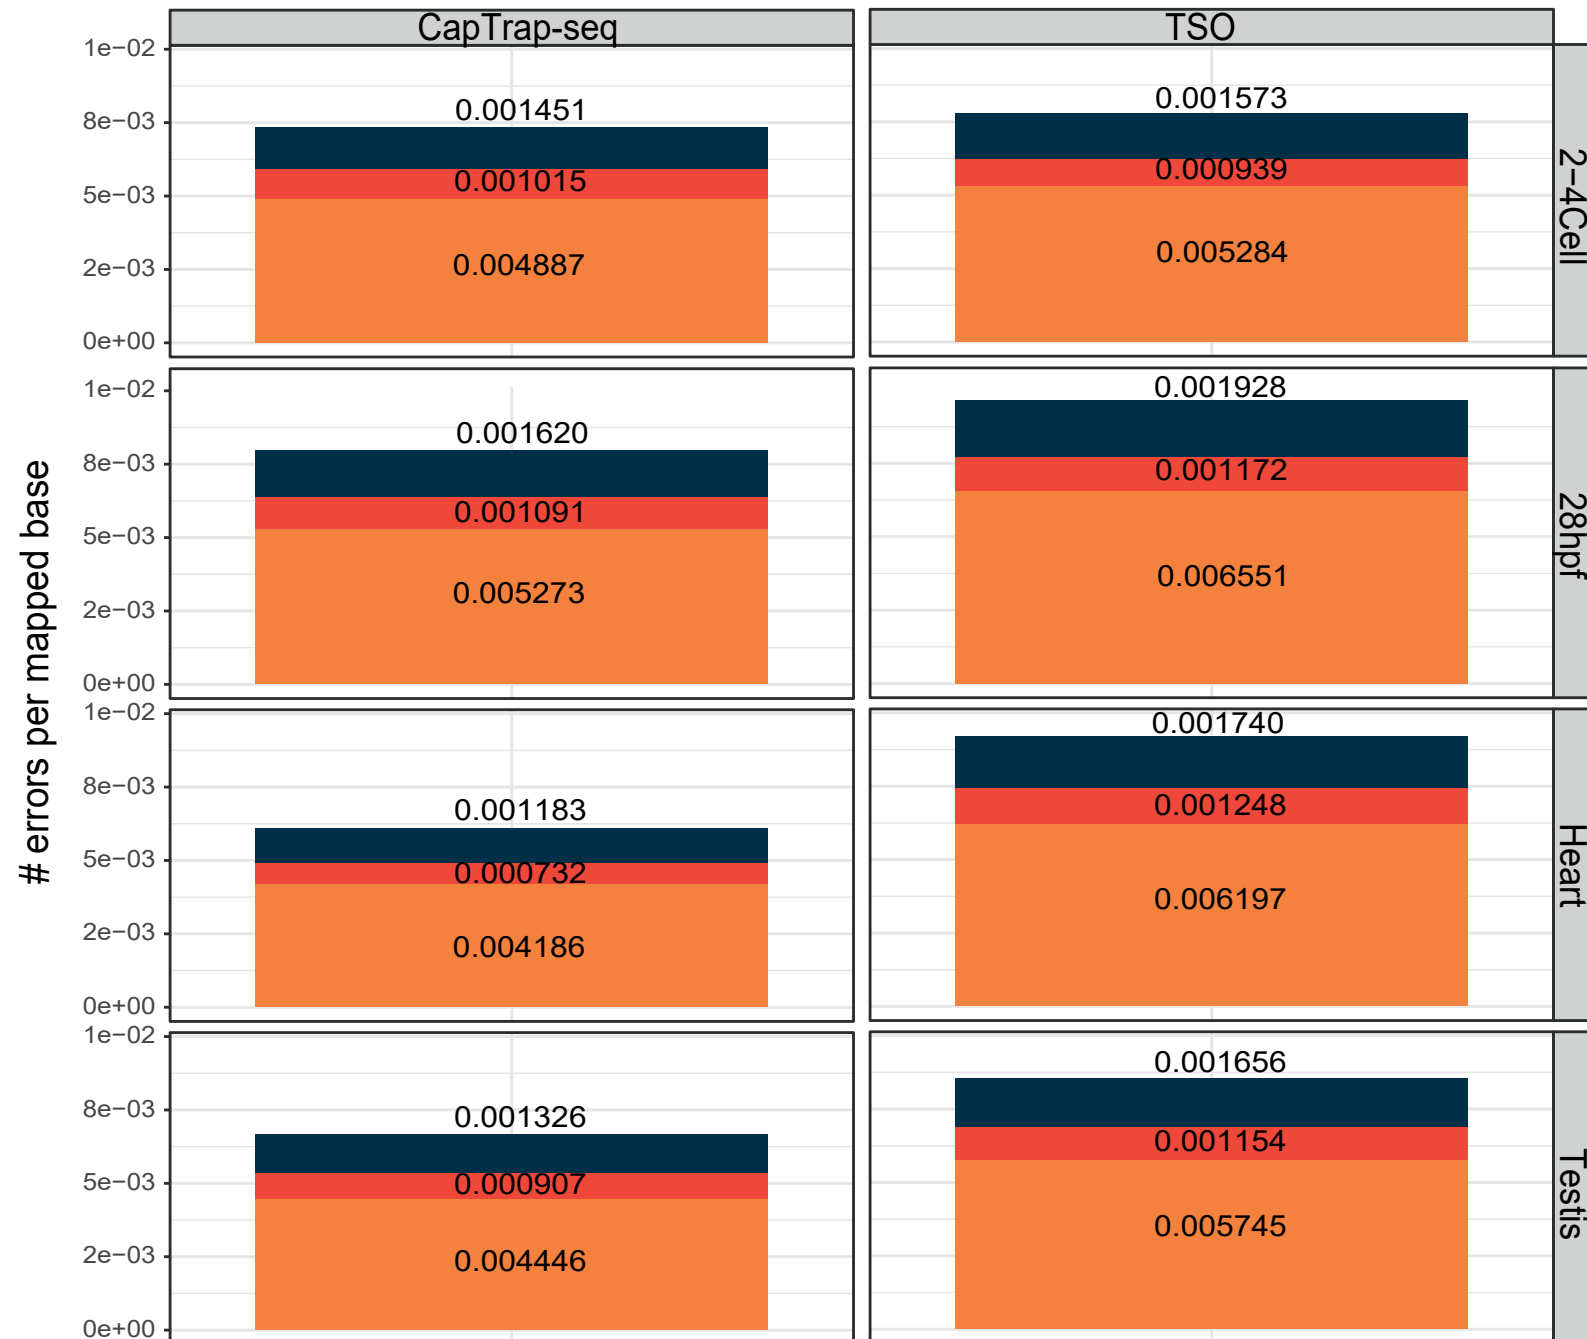 CapTrap-seq
TSO
# errors per mapped base
1e−02
8e−03
5e−03
2e−03
0e+00
0.001451
0.001015
0.004887
0.001573
0.000939
0.005284
2−4Cell
1e−02
8e−03
5e−03
2e−03
0e+00
0.001620
0.001091
0.005273
0.001928
0.001172
0.006551
28hpf
1e−02
8e−03
5e−03
2e−03
0e+00
0.001183
0.000732
0.004186
0.001740
0.001248
0.006197
Heart
1e−02
8e−03
5e−03
2e−03
0e+00
0.001326
0.000907
0.004446
0.001656
0.001154
0.005745
Testis